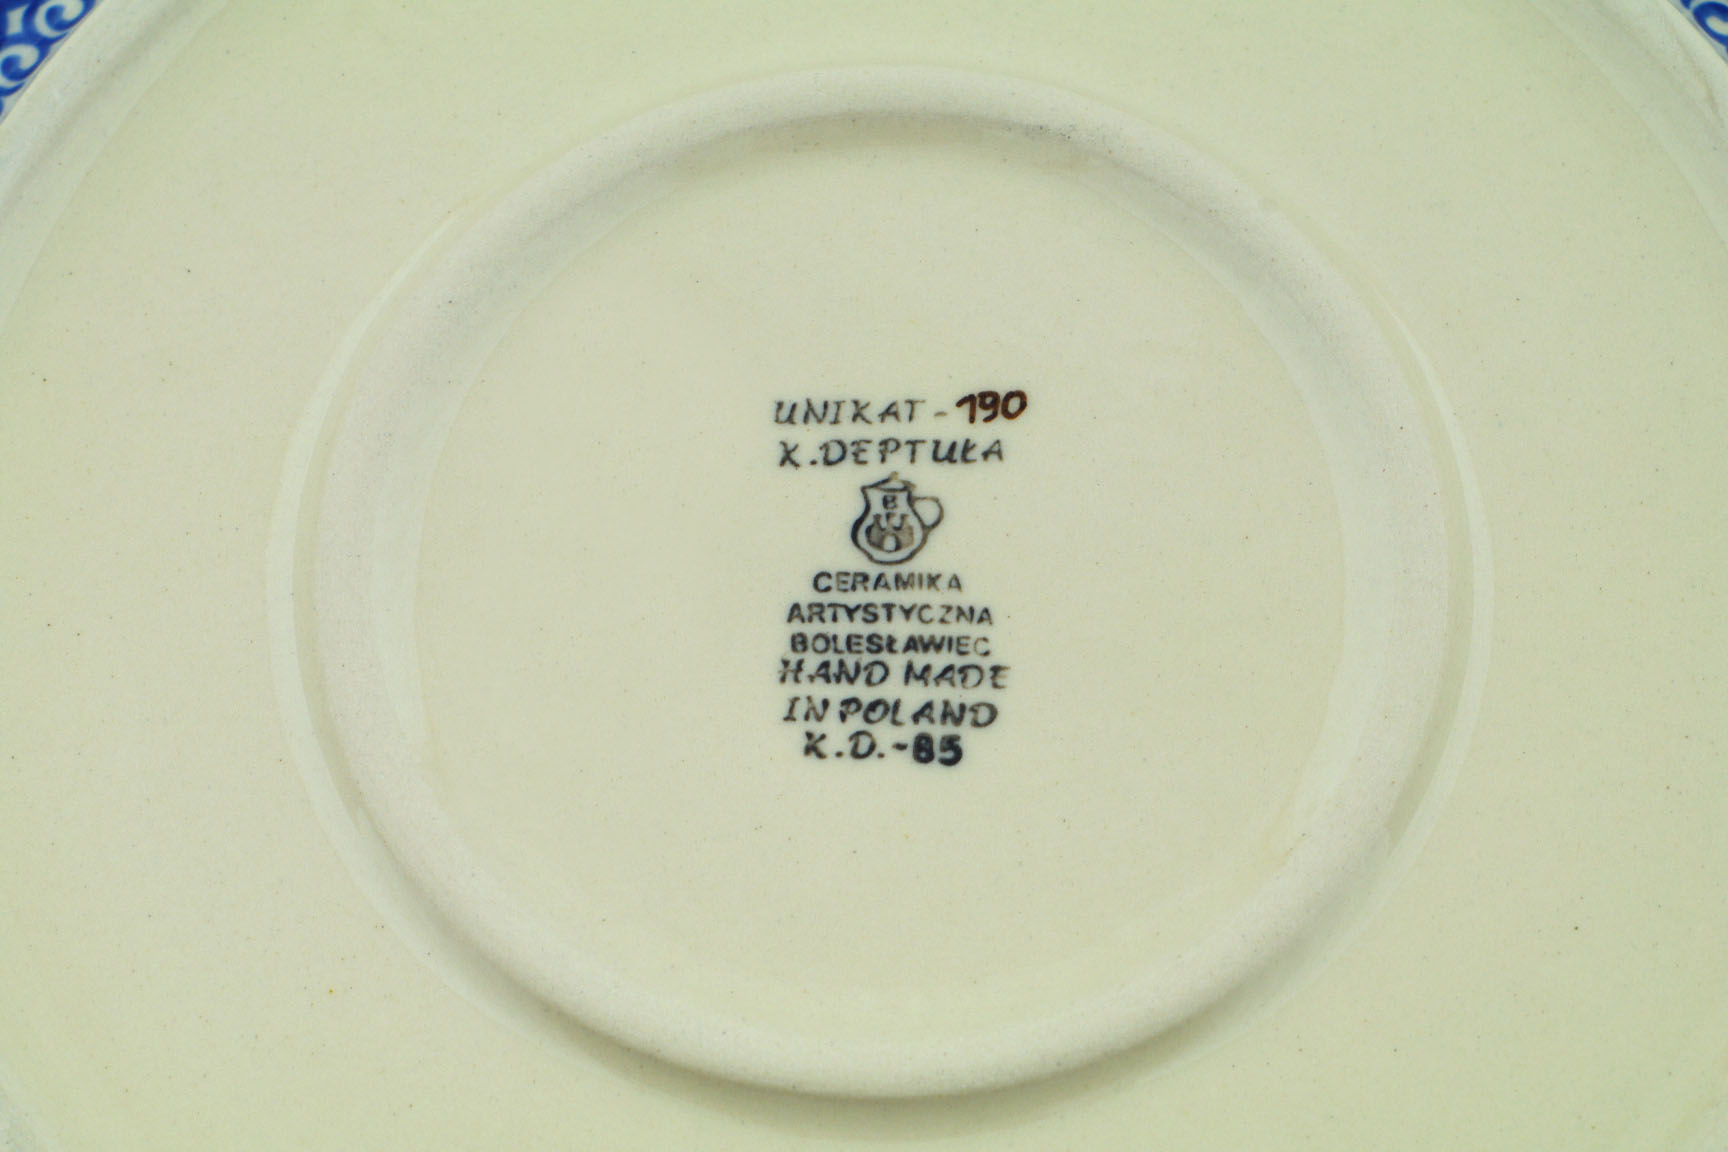 UNIKAT - 190
K. DEPTUŁA
B
CERAMIKA
ARTYSTYCZNA
BOLESŁAWIEC
HAND MADE
IN POLAND
K.D.-85